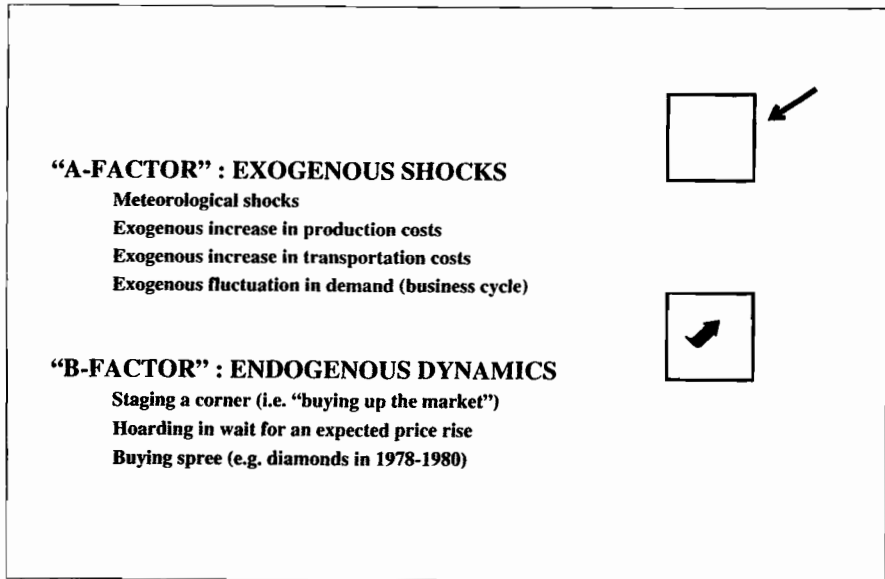 “A-FACTOR” : EXOGENOUS SHOCKS
Meteorological shocks
Exogenous increase in production costs
Exogenous increase in transportation costs
Exogenous fluctuation in demand (business cycle)
“B-FACTOR” : ENDOGENOUS DYNAMICS
Staging a corner (i.e. “buying up the market”)
Hoarding in wait for an expected price rise
Buying spree (e.g. diamonds in 1978-1980)